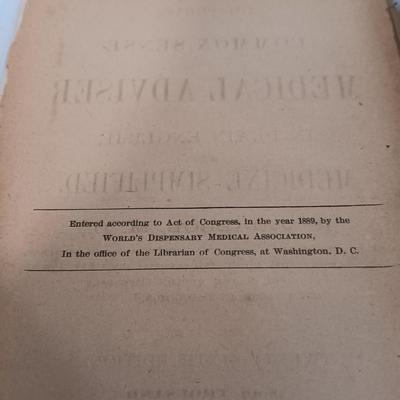 Entered according to Act of Congress, in the year 1889, by the
WORLD'S DISPENSARY MEDICAL ASSOCIATION,
In the office of the Librarian of Congress, at Washington, D. C.